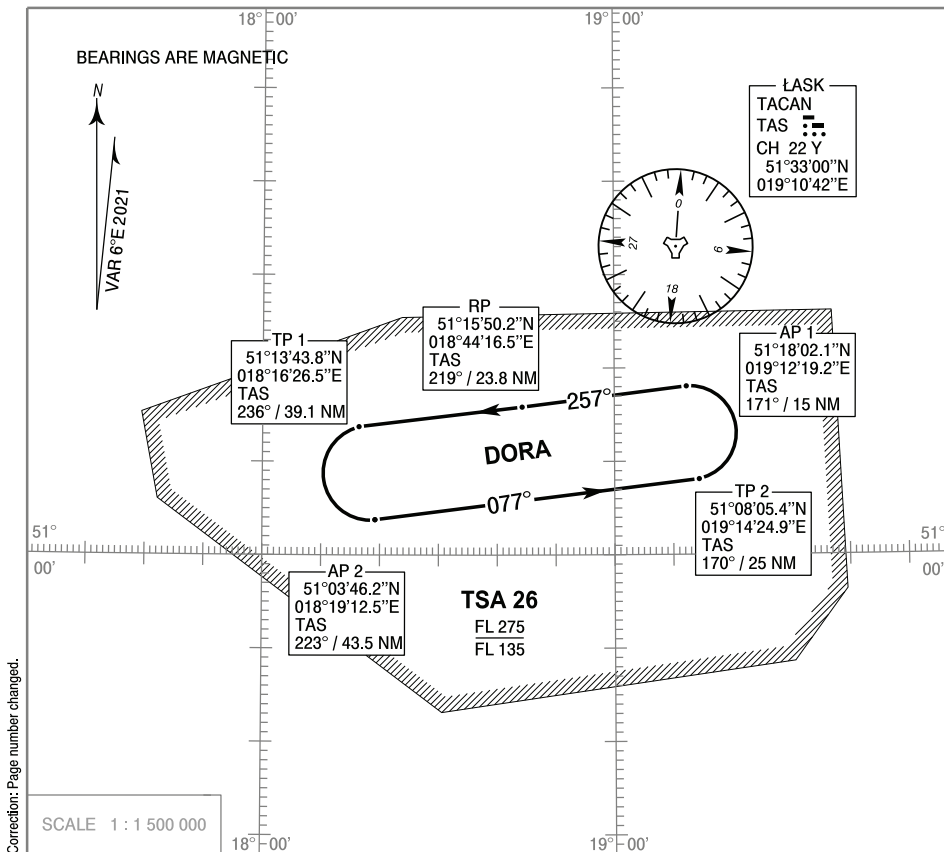 18°00'
19°00'
BEARINGS ARE MAGNETIC
N
VAR 6°E 2021
ŁASK
TACAN
TAS
CH 22 Y
51°33'00''N
019°10'42''E
0
9
18
27
RP
51°15'50.2''N
018°44'16.5''E
TAS
219° / 23.8 NM
TP 1
51°13'43.8''N
018°16'26.5''E
TAS
236° / 39.1 NM
AP 1
51°18'02.1''N
019°12'19.2''E
TAS
171° / 15 NM
257°
DORA
077°
TP 2
51°08'05.4''N
019°14'24.9''E
TAS
170° / 25 NM
51°
00'
51°
00'
AP 2
51°03'46.2''N
018°19'12.5''E
TAS
223° / 43.5 NM
TSA 26
FL 275
FL 135
Correction: Page number changed.
SCALE 1 : 1 500 000
18°00'
19°00'